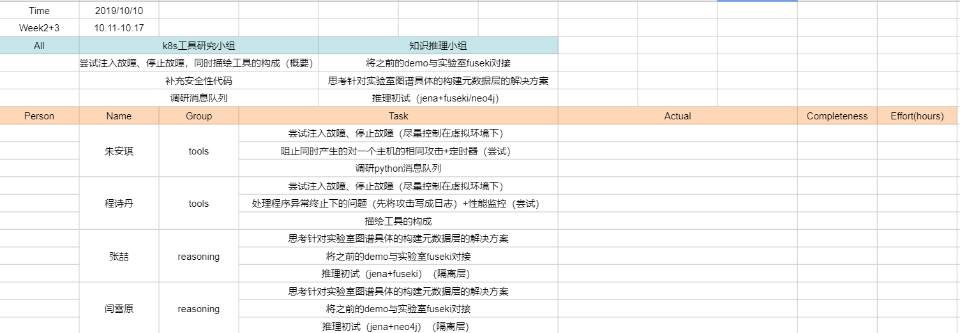 Time 2019/10/10
Week2+3 10.11-10.17
All k8s工具研究小组 知识推理小组
尝试注入故障、停止故障，同时描绘工具的构成（概要） 将之前的demo与实验室fuseki对接
补充安全性代码 思考针对实验室图谱具体的构建元数据层的解决方案
调研消息队列 推理初试（jena+fuseki/neo4j）
Person Name Group Task Actual Completeness Effort(hours)
朱安琪 tools
尝试注入故障、停止故障（尽量控制在虚拟环境下）
阻止同时产生的对一个主机的相同攻击+定时器（尝试）
调研python消息队列
程诗丹 tools
尝试注入故障、停止故障（尽量控制在虚拟环境下）
处理程序异常终止下的问题（先将攻击写成日志）+性能监控（尝试）
描绘工具的构成
张喆 reasoning
思考针对实验室图谱具体的构建元数据层的解决方案
将之前的demo与实验室fuseki对接
推理初试（jena+fuseki）（隔离层）
闫雪原 reasoning
思考针对实验室图谱具体的构建元数据层的解决方案
将之前的demo与实验室fuseki对接
推理初试（jena+neo4j）（隔离层）